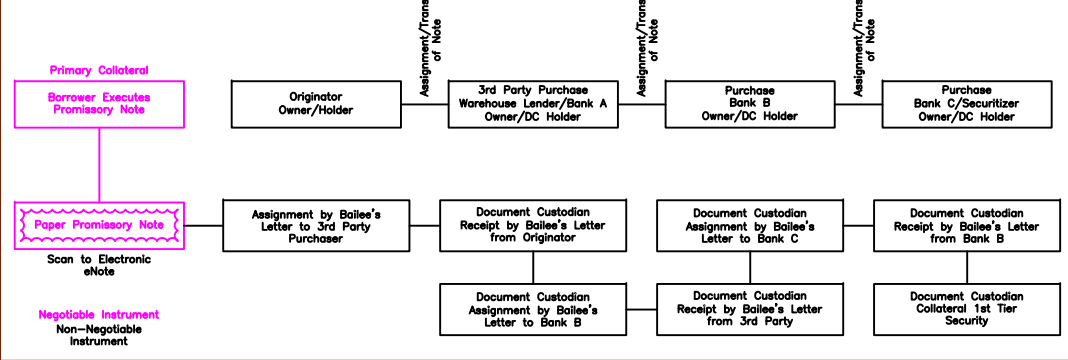 Assignment/Trans
of Note
Assignment/Trans
of Note
Assignment/Trans
of Note
Primary Collateral
Borrower Executes
Promissory Note
Originator
Owner/Holder
3rd Party Purchase
Warehouse Lender/Bank A
Owner/DC Holder
Purchase
Bank B
Owner/DC Holder
Purchase
Bank C/Securitizer
Owner/DC Holder
Paper Promissory Note
Scan to Electronic
eNote
Assignment by Bailee's
Letter to 3rd Party
Purchaser
Document Custodian
Receipt by Bailee's Letter
from Originator
Document Custodian
Assignment by Bailee's
Letter to Bank C
Document Custodian
Receipt by Bailee's Letter
from Bank B
Document Custodian
Assignment by Bailee's
Letter to Bank B
Document Custodian
Receipt by Bailee's Letter
from 3rd Party
Document Custodian
Collateral 1st Tier
Security
Negotiable Instrument
Non-Negotiable
Instrument